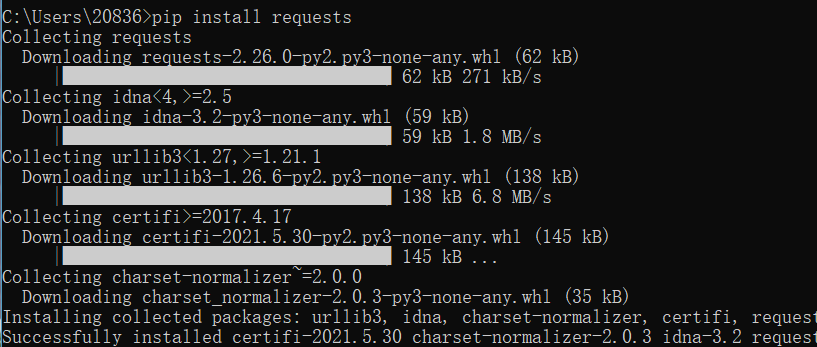 C:\Users\20836>pip install requests
Collecting requests
Downloading requests-2.26.0-py2.py3-none-any.whl (62 kB)
62 kB 271 kB/s
Collecting idna<4,>=2.5
Downloading idna-3.2-py3-none-any.whl (59 kB)
59 kB 1.8 MB/s
Collecting urllib3<1.27,>=1.21.1
Downloading urllib3-1.26.6-py2.py3-none-any.whl (138 kB)
138 kB 6.8 MB/s
Collecting certifi>=2017.4.17
Downloading certifi-2021.5.30-py2.py3-none-any.whl (145 kB)
145 kB ...
Collecting charset-normalizer~=2.0.0
Downloading charset_normalizer-2.0.3-py3-none-any.whl (35 kB)
Installing collected packages: urllib3, idna, charset-normalizer, certifi, request
Successfully installed certifi-2021.5.30 charset-normalizer-2.0.3 idna-3.2 request